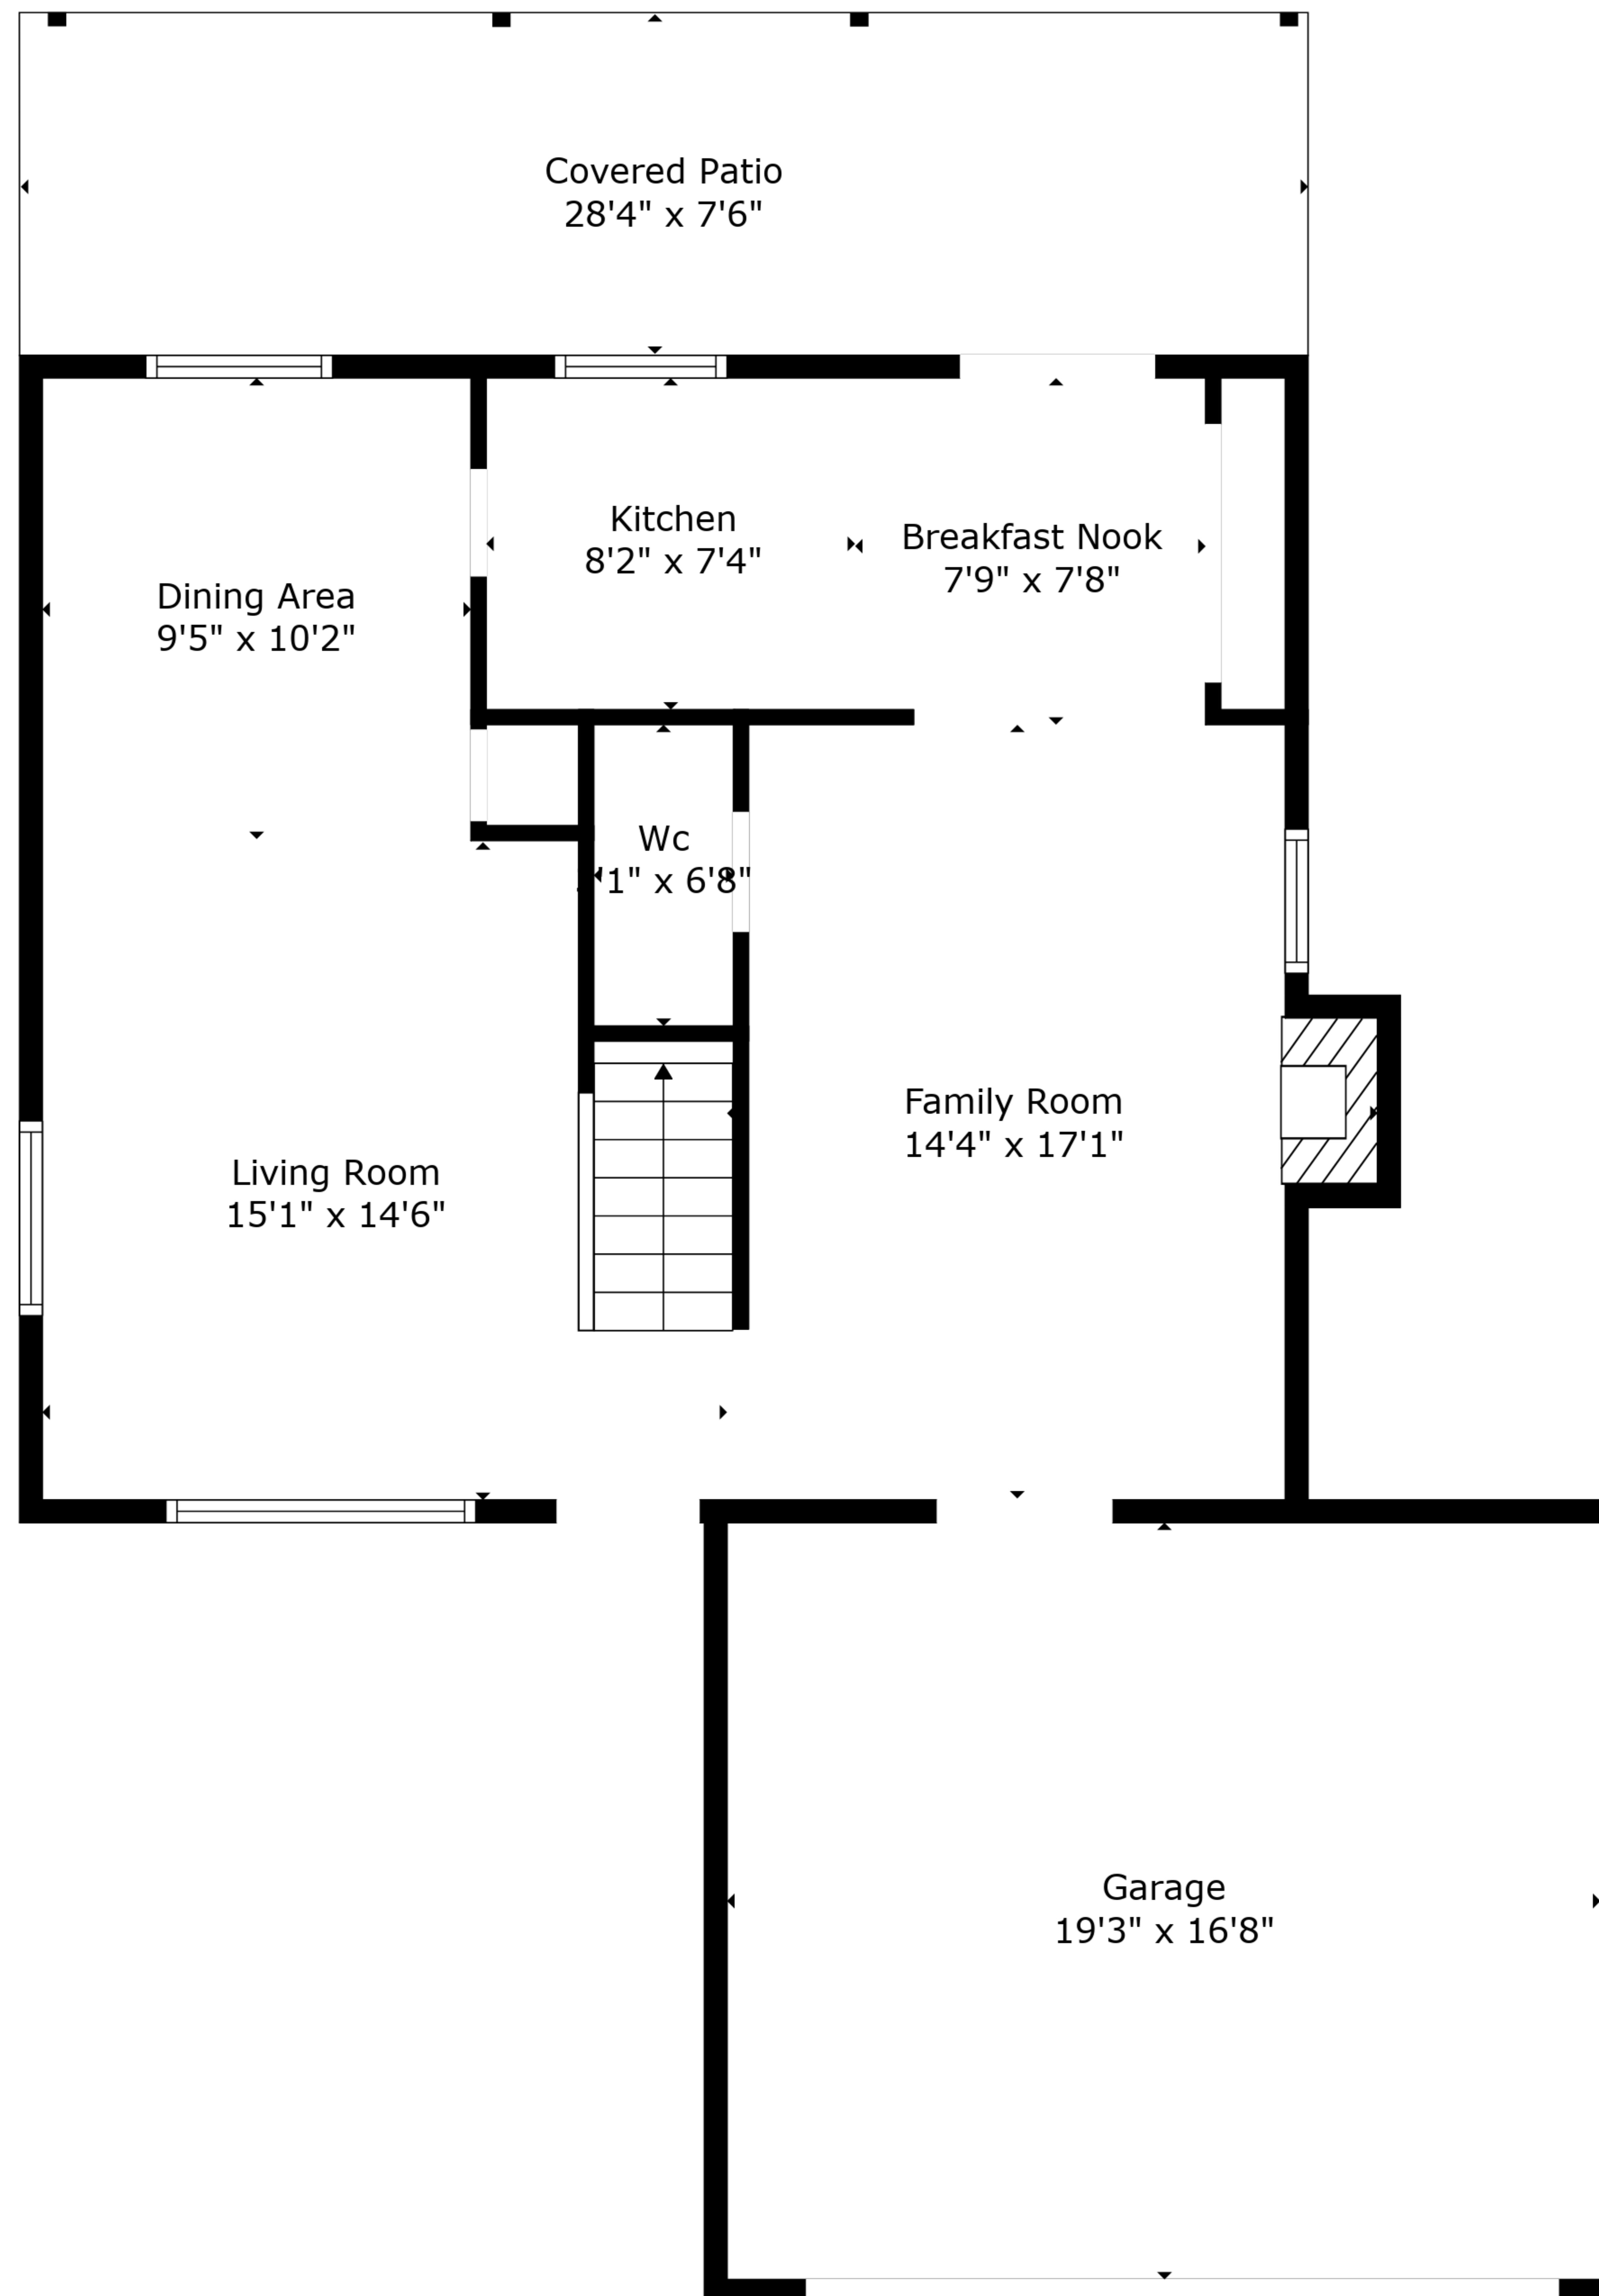 Covered Patio
28'4" x 7'6"
Kitchen
8'2" x 7'4"
Breakfast Nook
7'9" x 7'8"
Dining Area
9'5" x 10'2"
Wc
'1" x 6'8"
Family Room
14'4" x 17'1"
Living Room
15'1" x 14'6"
Garage
19'3" x 16'8"